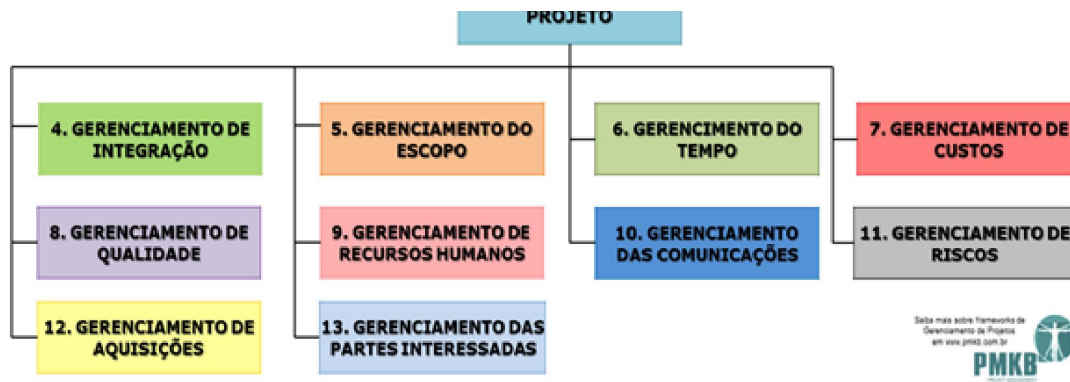 PROJETO
4. GERENCIAMENTO DE
INTEGRAÇÃO
5. GERENCIAMENTO DO
ESCOPO
6. GERENCIMENTO DO
TEMPO
7. GERENCIAMENTO DE
CUSTOS
8. GERENCIAMENTO DE
QUALIDADE
9. GERENCIAMENTO DE
RECURSOS HUMANOS
10. GERENCIAMENTO
DAS COMUNICAÇÕES
11. GERENCIAMENTO DE
RISCOS
12. GERENCIAMENTO DE
AQUISIÇÕES
13. GERENCIAMENTO DAS
PARTES INTERESSADAS
Saiba mais sobre frameworks de
Gerenciamento de Projetos
em www.pmkb.com.br
PMKB